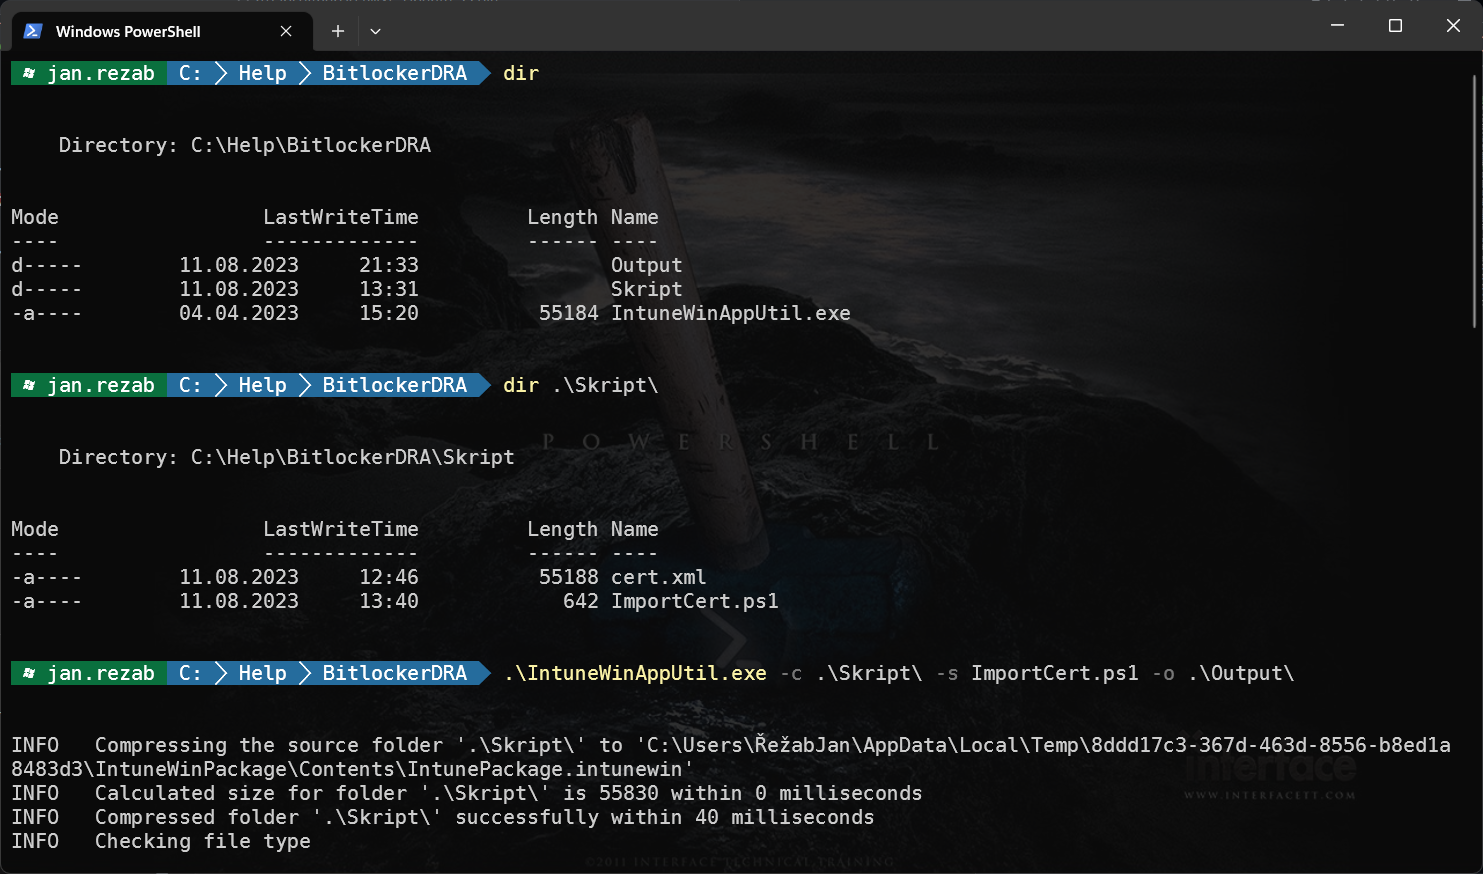 Windows PowerShell
jan.rezab C: Help BitlockerDRA dir
Directory: C:\Help\BitlockerDRA
Mode LastWriteTime Length Name
---- ------------- ------ ----
d----- 11.08.2023 21:33 Output
d----- 11.08.2023 13:31 Skript
-a---- 04.04.2023 15:20 55184 IntuneWinAppUtil.exe
jan.rezab C: Help BitlockerDRA dir .\Skript\
POWERSHELL
Directory: C:\Help\BitlockerDRA\Skript
Mode LastWriteTime Length Name
---- ------------- ------ ----
-a---- 11.08.2023 12:46 55188 cert.xml
-a---- 11.08.2023 13:40 642 ImportCert.ps1
jan.rezab C: Help BitlockerDRA .\IntuneWinAppUtil.exe -c .\Skript\ -s ImportCert.ps1 -o .\Output\
INFO Compressing the source folder '.\Skript\' to 'C:\Users\ŘežabJan\AppData\Local\Temp\8ddd17c3-367d-463d-8556-b8ed1a
8483d3\IntuneWinPackage\Contents\IntunePackage.intunewin'
interface
INFO Calculated size for folder '.\Skript\' is 55830 within 0 milliseconds
WWW.INTERFACETT.COM
INFO Compressed folder '.\Skript\' successfully within 40 milliseconds
INFO Checking file type
©2011 INTERFACE TECHNICAL TRAINING